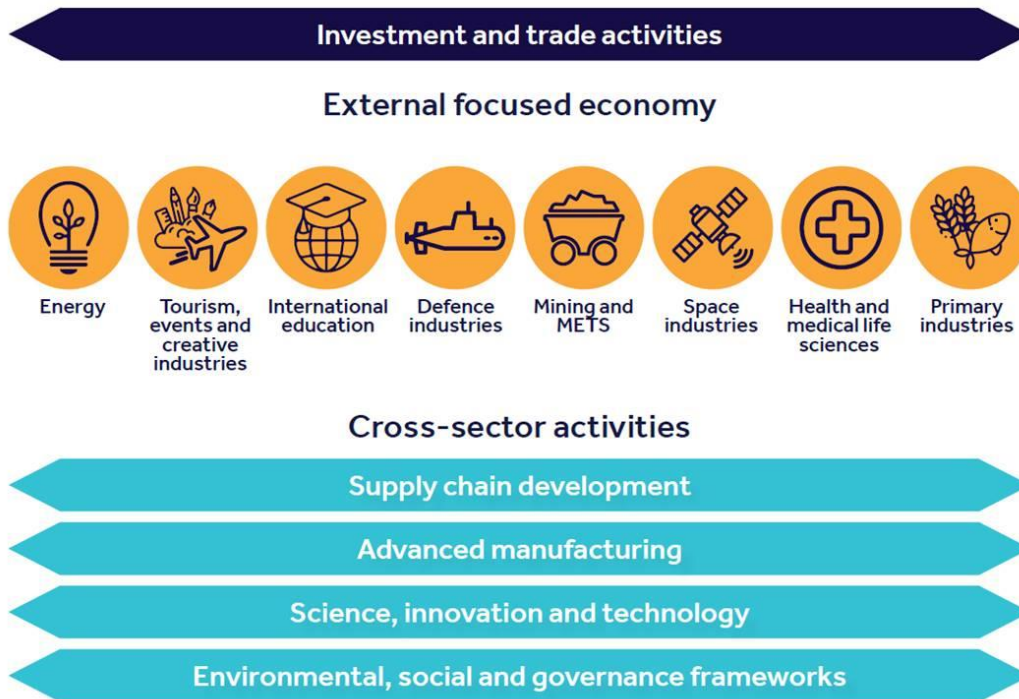 Investment and trade activities
External focused economy
Energy
Tourism,
events and
creative
industries
International
education
Defence
industries
Mining and
METS
Space
industries
Health and
medical life
sciences
Primary
industries
Cross-sector activities
Supply chain development
Advanced manufacturing
Science, innovation and technology
Environmental, social and governance frameworks